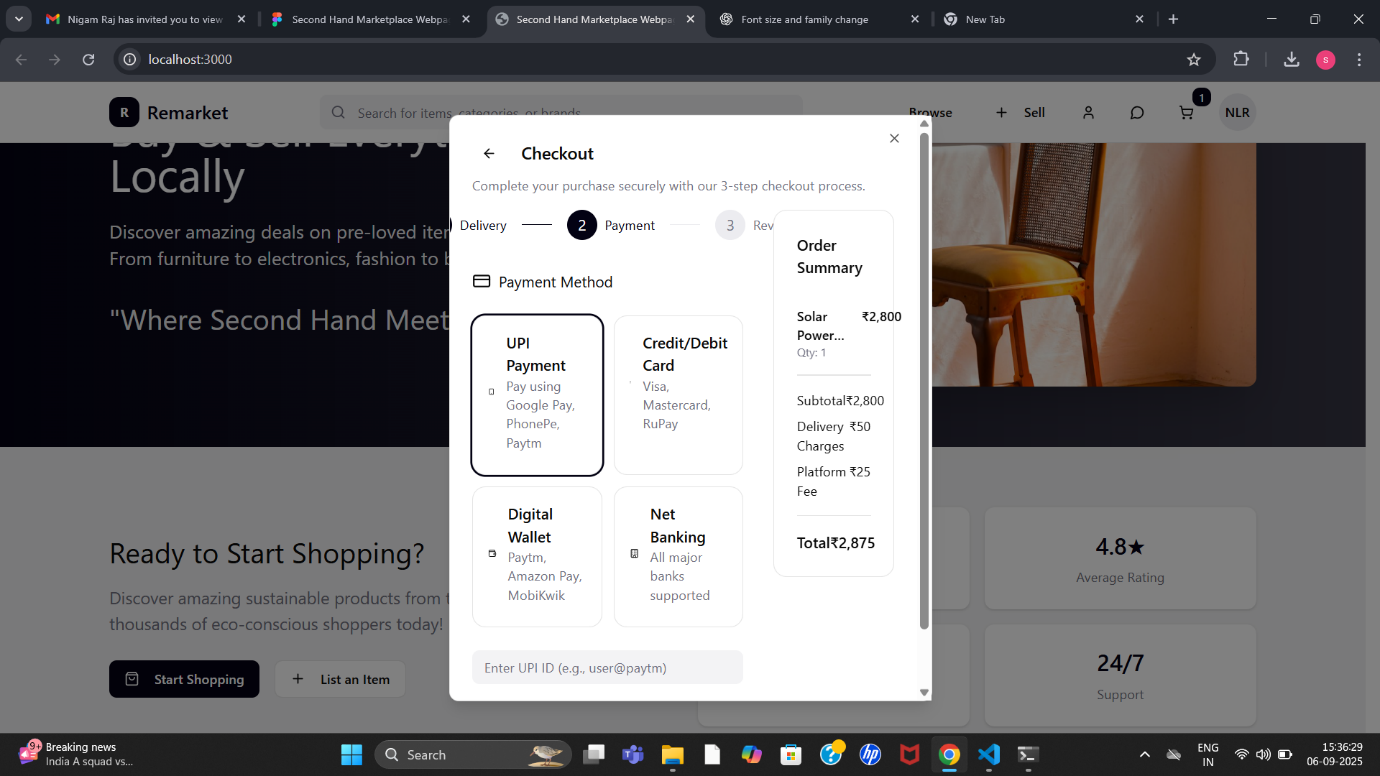 Nigam Raj has invited you to view
Second Hand Marketplace Webpa
Second Hand Marketplace Webpa
Font size and family change
New Tab
localhost:3000
S
R Remarket
Search for items, categories, or brands
Browse
+ Sell
1
NLR
Buy & Sell Everyt
Locally
Discover amazing deals on pre-loved iter
From furniture to electronics, fashion to b
"Where Second Hand Meet
Checkout
Complete your purchase securely with our 3-step checkout process.
Delivery
2 Payment
3 Rev
Payment Method
UPI
Payment
Pay using
Google Pay,
PhonePe,
Paytm
Credit/Debit
Card
Visa,
Mastercard,
RuPay
Digital
Wallet
Paytm,
Amazon Pay,
MobiKwik
Net
Banking
All major
banks
supported
Enter UPI ID (e.g., user@paytm)
Order
Summary
Solar ₹2,800
Power...
Qty: 1
Subtotal₹2,800
Delivery ₹50
Charges
Platform ₹25
Fee
Total₹2,875
Ready to Start Shopping?
Discover amazing sustainable products from t
thousands of eco-conscious shoppers today!
Start Shopping
+ List an Item
4.8★
Average Rating
24/7
Support
9+
Breaking news
India A squad vs...
Search
hp
ENG
IN
15:36:29
06-09-2025